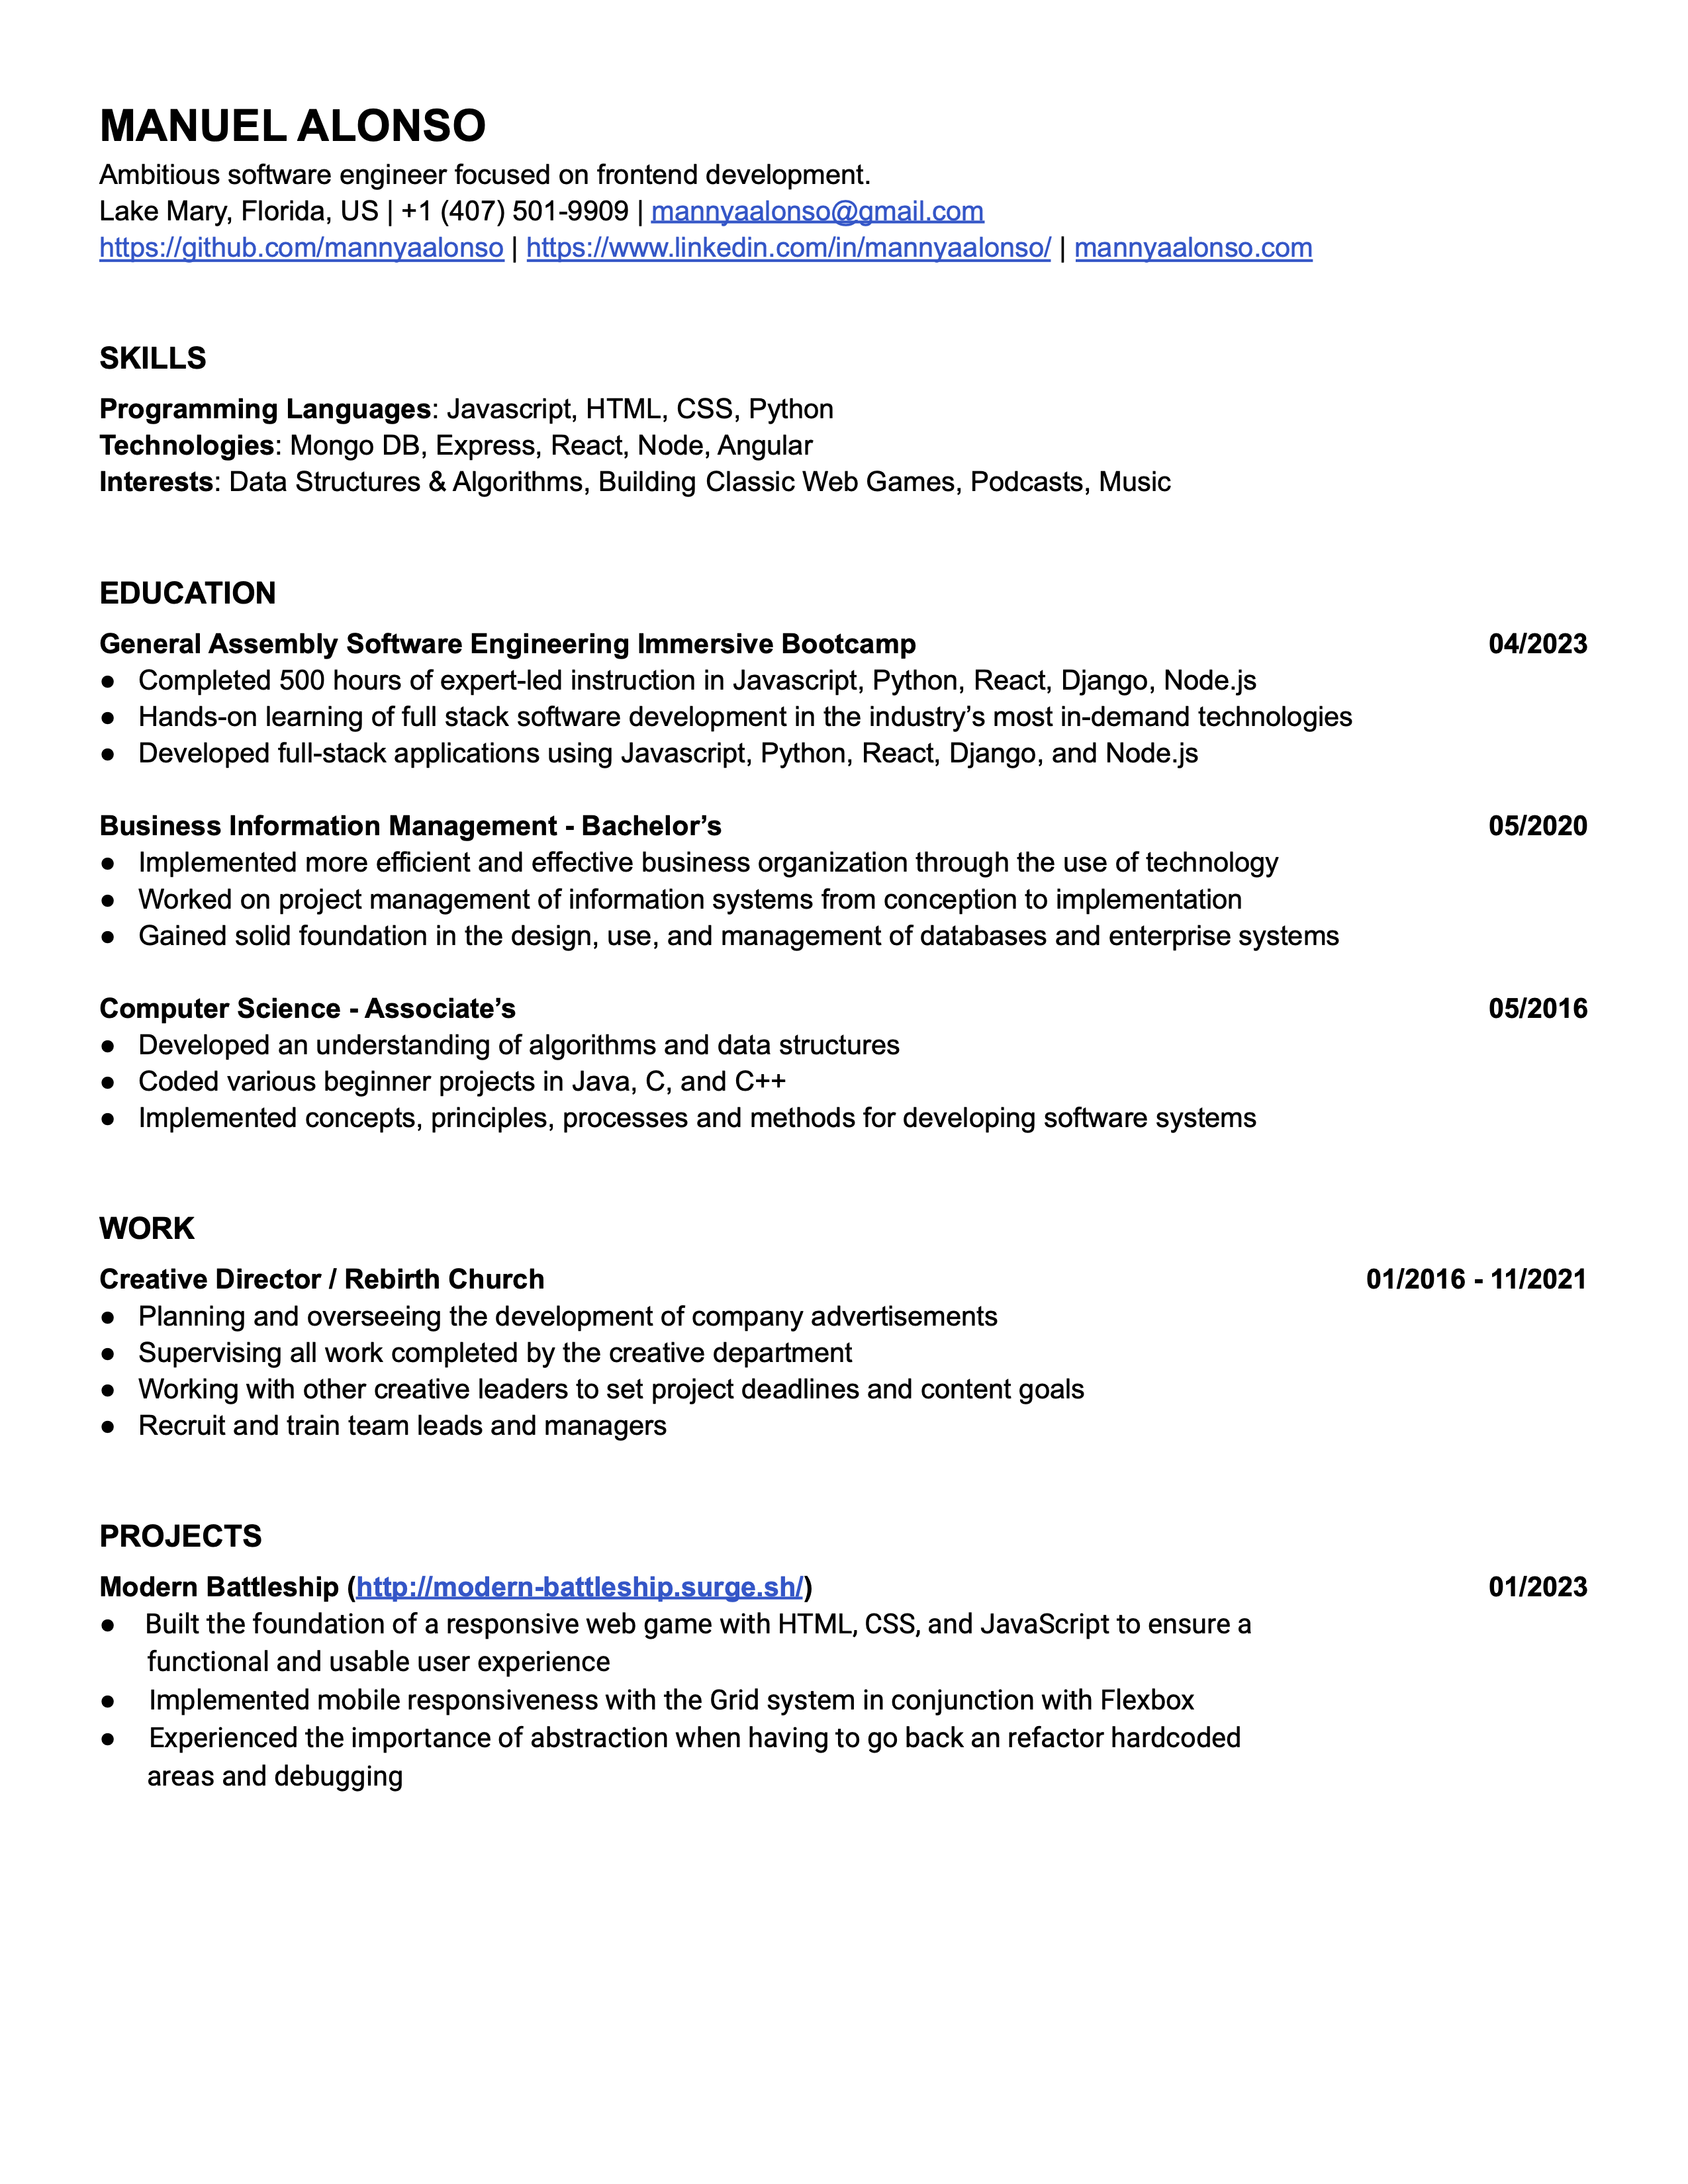 MANUEL ALONSO
Ambitious software engineer focused on frontend development.
Lake Mary, Florida, US | +1 (407) 501-9909 | mannyaalonso@gmail.com
https://github.com/mannyaalonso | https://www.linkedin.com/in/mannyaalonso/ | mannyaalonso.com
SKILLS
Programming Languages: Javascript, HTML, CSS, Python
Technologies: Mongo DB, Express, React, Node, Angular
Interests: Data Structures & Algorithms, Building Classic Web Games, Podcasts, Music
EDUCATION
General Assembly Software Engineering Immersive Bootcamp 04/2023
● Completed 500 hours of expert-led instruction in Javascript, Python, React, Django, Node.js
● Hands-on learning of full stack software development in the industry’s most in-demand technologies
● Developed full-stack applications using Javascript, Python, React, Django, and Node.js
Business Information Management - Bachelor’s 05/2020
● Implemented more efficient and effective business organization through the use of technology
● Worked on project management of information systems from conception to implementation
● Gained solid foundation in the design, use, and management of databases and enterprise systems
Computer Science - Associate’s 05/2016
● Developed an understanding of algorithms and data structures
● Coded various beginner projects in Java, C, and C++
● Implemented concepts, principles, processes and methods for developing software systems
WORK
Creative Director / Rebirth Church 01/2016 - 11/2021
● Planning and overseeing the development of company advertisements
● Supervising all work completed by the creative department
● Working with other creative leaders to set project deadlines and content goals
● Recruit and train team leads and managers
PROJECTS
Modern Battleship (http://modern-battleship.surge.sh/) 01/2023
● Built the foundation of a responsive web game with HTML, CSS, and JavaScript to ensure a
functional and usable user experience
● Implemented mobile responsiveness with the Grid system in conjunction with Flexbox
● Experienced the importance of abstraction when having to go back an refactor hardcoded
areas and debugging